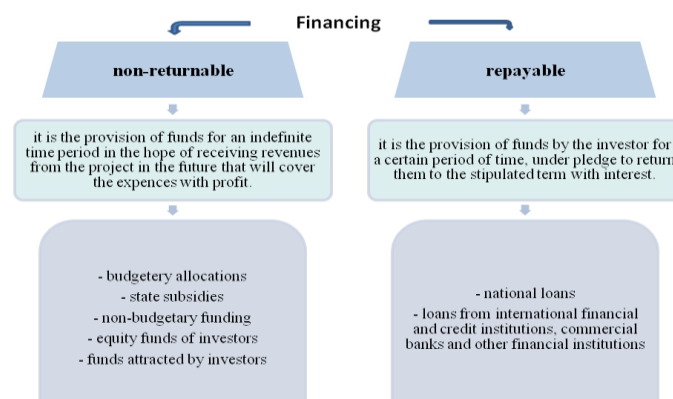 Financing
non-returnable
it is the provision of funds for an indefinite
time period in the hope of receiving revenues
from the project in the future that will cover
the expences with profit.
- budgetery allocations
- state subsidies
- non-budgetary funding
- equity funds of investors
- funds attracted by investors
repayable
it is the provision of funds by the investor for
a certain period of time, under pledge to return
them to the stipulated term with interest.
- national loans
- loans from international financial
and credit institutions, commercial
banks and other financial institutions